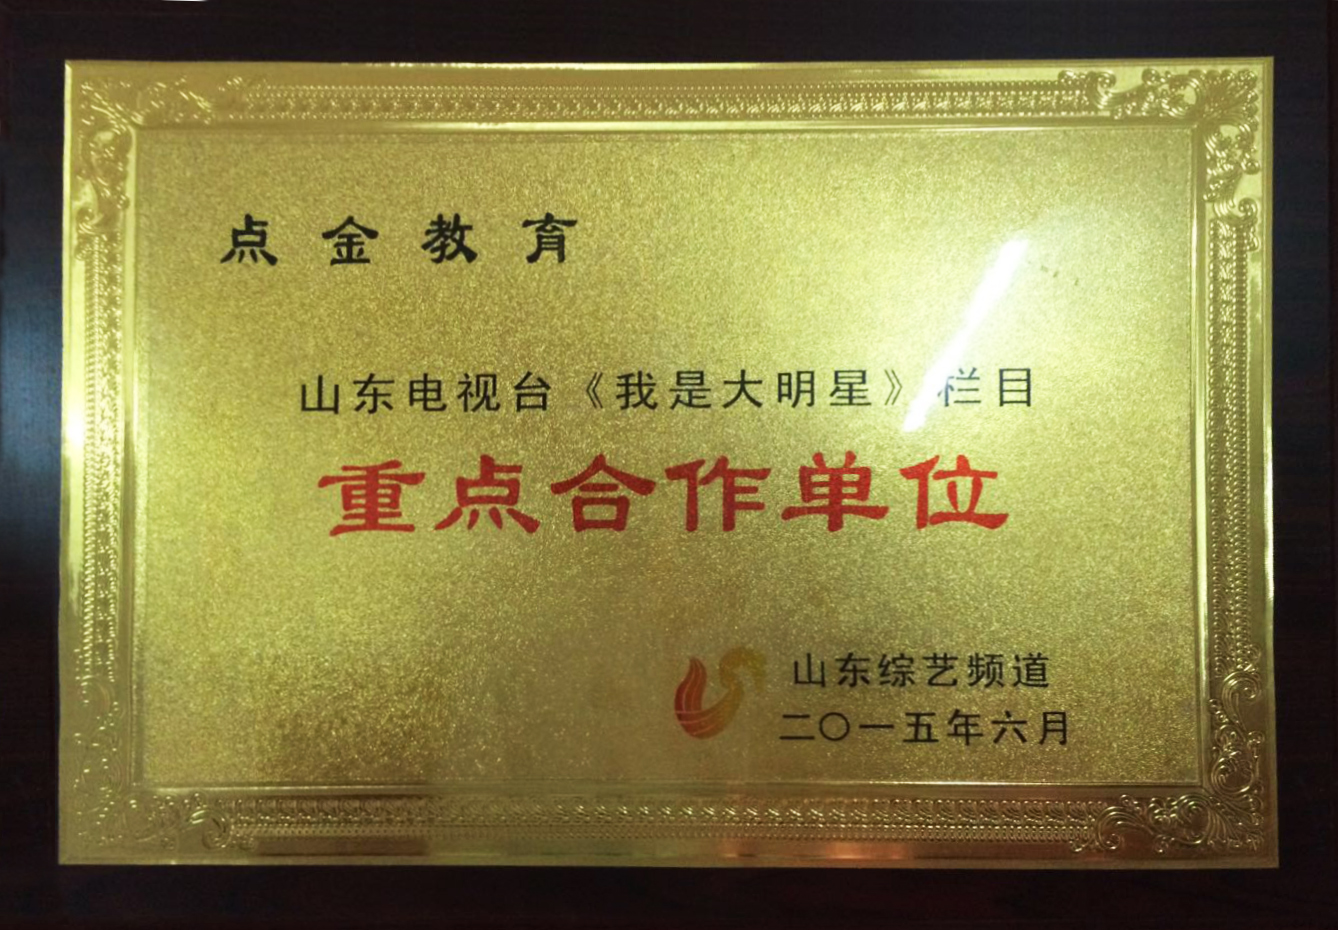 点金教育
山东电视台《我是大明星》栏目
重点合作单位
山东综艺频道
二〇一五年六月